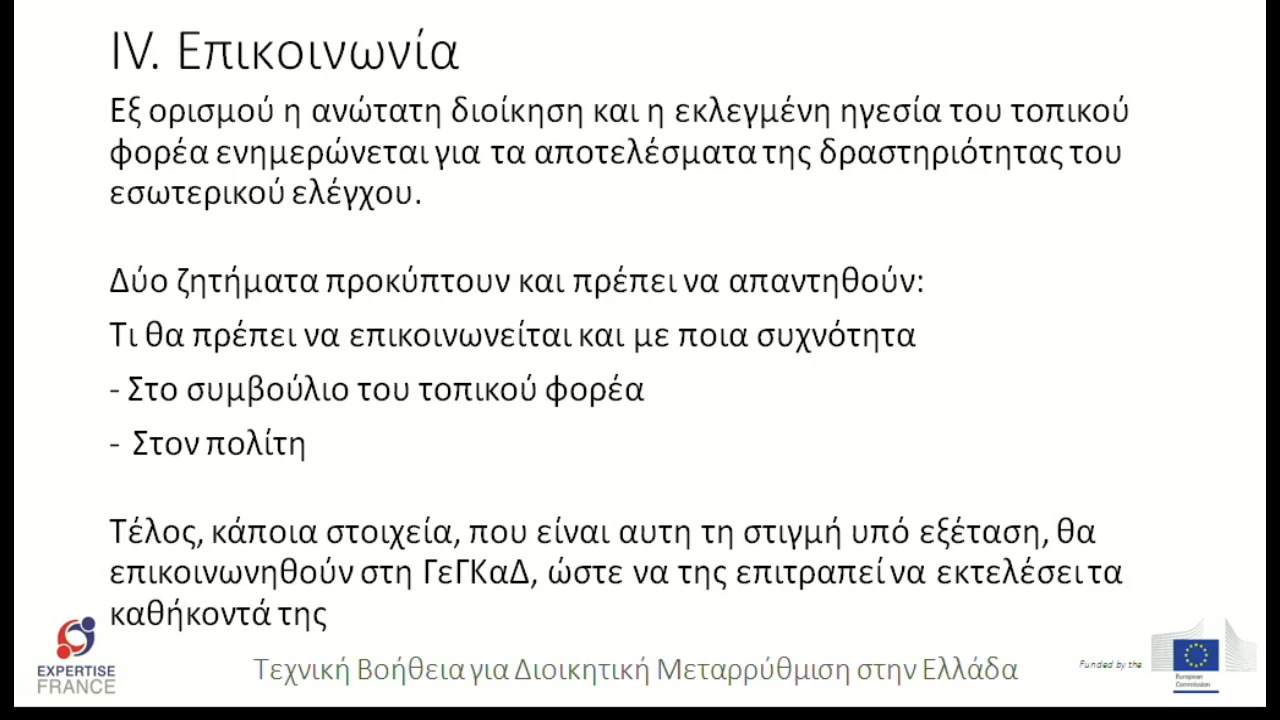 IV. Επικοινωνία
Εξ ορισμού η ανώτατη διοίκηση και η εκλεγμένη ηγεσία του τοπικού
φορέα ενημερώνεται για τα αποτελέσματα της δραστηριότητας του
εσωτερικού ελέγχου.
Δύο ζητήματα προκύπτουν και πρέπει να απαντηθούν:
Τι θα πρέπει να επικοινωνείται και με ποια συχνότητα
- Στο συμβούλιο του τοπικού φορέα
- Στον πολίτη
Τέλος, κάποια στοιχεία, που είναι αυτη τη στιγμή υπό εξέταση, θα
επικοινωνηθούν στη ΓεΓΚαΔ, ώστε να της επιτραπεί να εκτελέσει τα
καθήκοντά της
EXPERTISE
FRANCE
Τεχνική Βοήθεια για Διοικητική Μεταρρύθμιση στην Ελλάδα
Funded by the
European
Commission